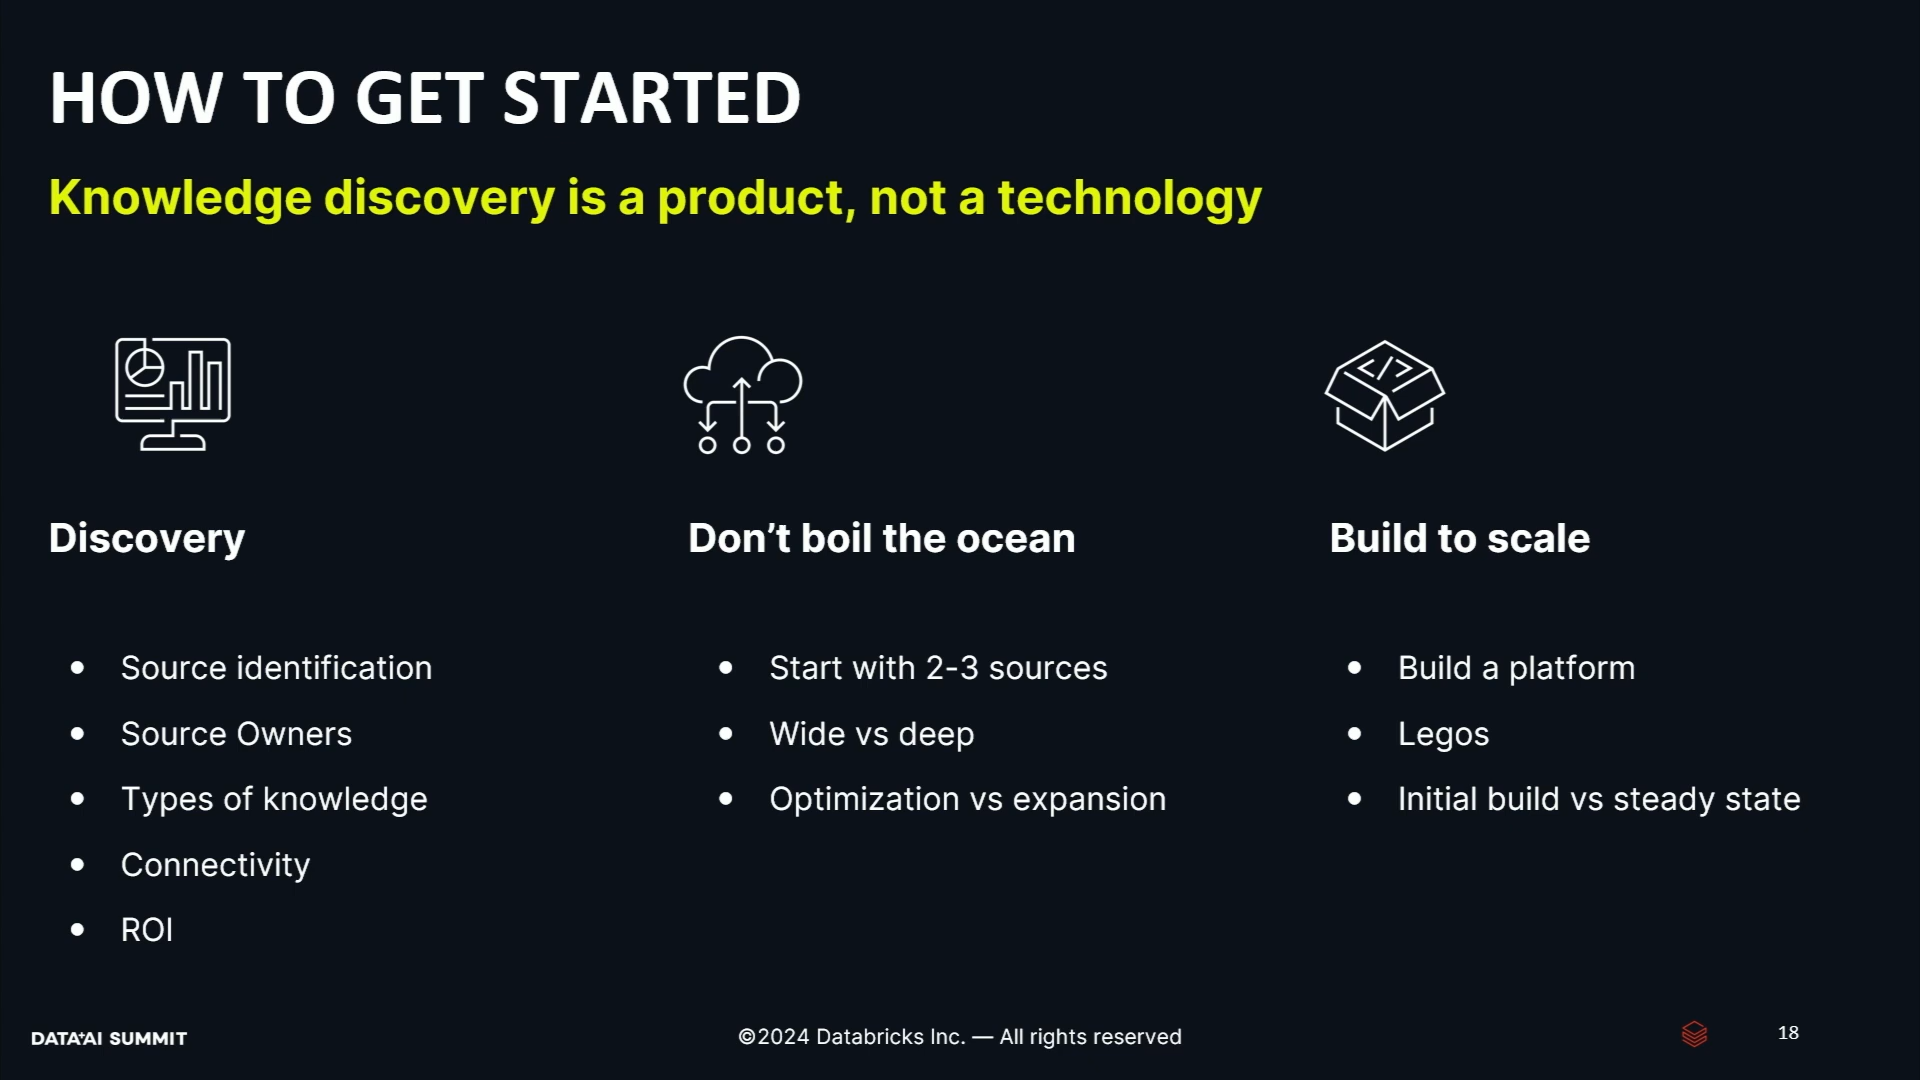 HOW TO GET STARTED
Knowledge discovery is a product, not a technology
</>
Discovery
• Source identification
• Source Owners
• Types of knowledge
• Connectivity
• ROI
Don’t boil the ocean
• Start with 2-3 sources
• Wide vs deep
• Optimization vs expansion
Build to scale
• Build a platform
• Legos
• Initial build vs steady state
DATA+AI SUMMIT
©2024 Databricks Inc. — All rights reserved
18